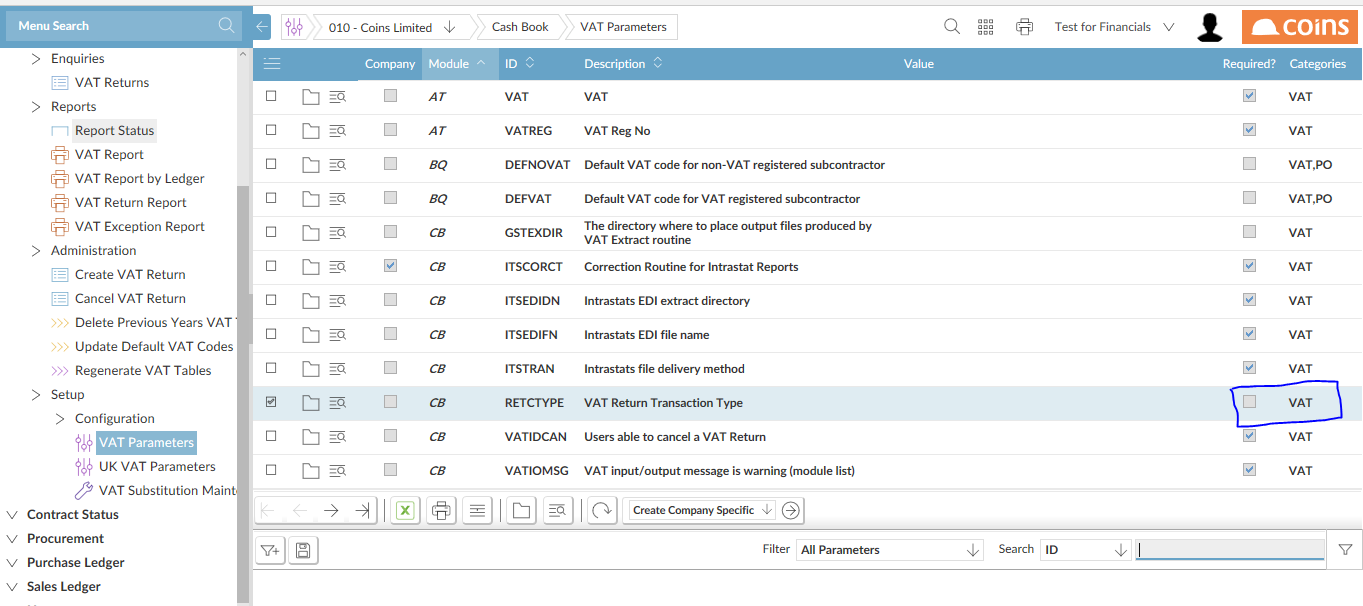 Menu Search
010 - Coins Limited
Cash Book
VAT Parameters
Test for Financials
coins
Enquiries
VAT Returns
Reports
Report Status
VAT Report
VAT Report by Ledger
VAT Return Report
VAT Exception Report
Administration
Create VAT Return
Cancel VAT Return
Delete Previous Years VAT
Update Default VAT Codes
Regenerate VAT Tables
Setup
Configuration
VAT Parameters
UK VAT Parameters
VAT Substitution Maint
Contract Status
Procurement
Purchase Ledger
Sales Ledger
Company Module ID Description Value Required? Categories
AT VAT VAT VAT
AT VATREG VAT Reg No VAT
BQ DEFNOVAT Default VAT code for non-VAT registered subcontractor VAT,PO
BQ DEFVAT Default VAT code for VAT registered subcontractor VAT,PO
CB GSTEXDIR The directory where to place output files produced by VAT
VAT Extract routine
CB ITSCORCT Correction Routine for Intrastat Reports VAT
CB ITSEDIDN Intrastats EDI extract directory VAT
CB ITSEDIFN Intrastats EDI file name VAT
CB ITSTRAN Intrastats file delivery method VAT
CB RETCTYPE VAT Return Transaction Type VAT
CB VATIDCAN Users able to cancel a VAT Return VAT
CB VATIOMSG VAT input/output message is warning (module list) VAT
X
Create Company Specific
Filter All Parameters Search ID